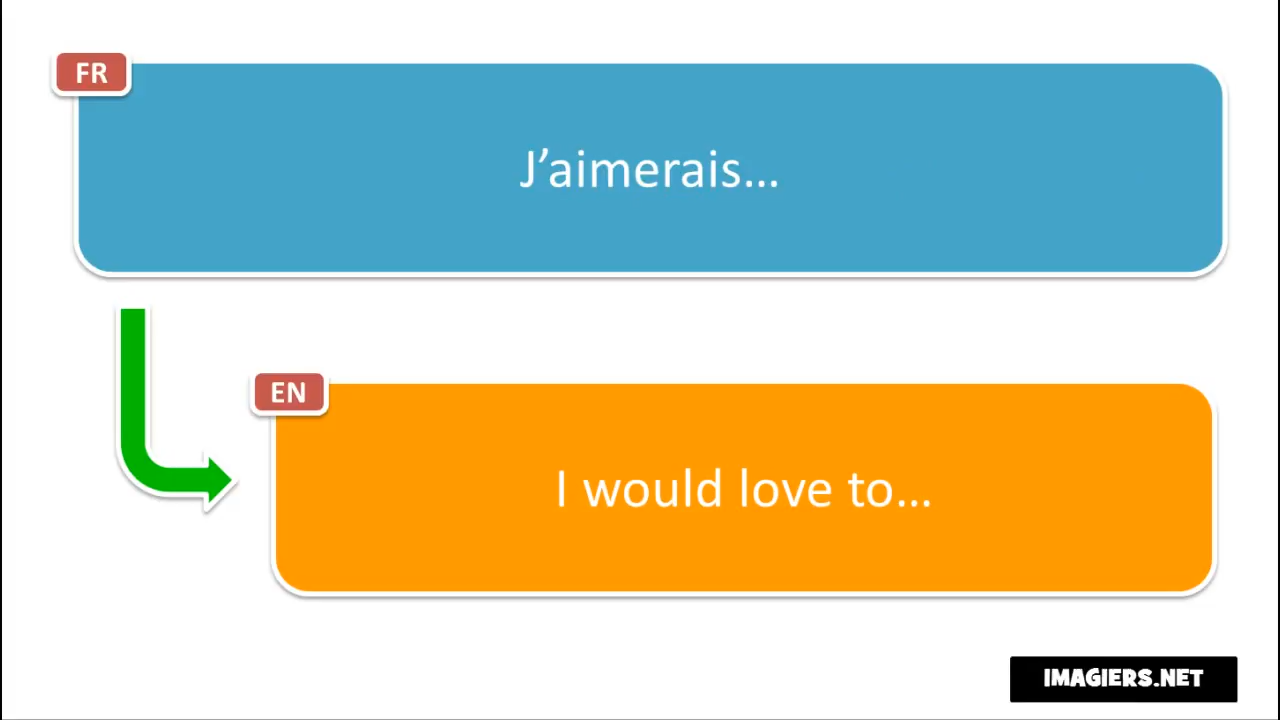 FR
J’aimerais…
EN
I would love to…
IMAGIERS.NET